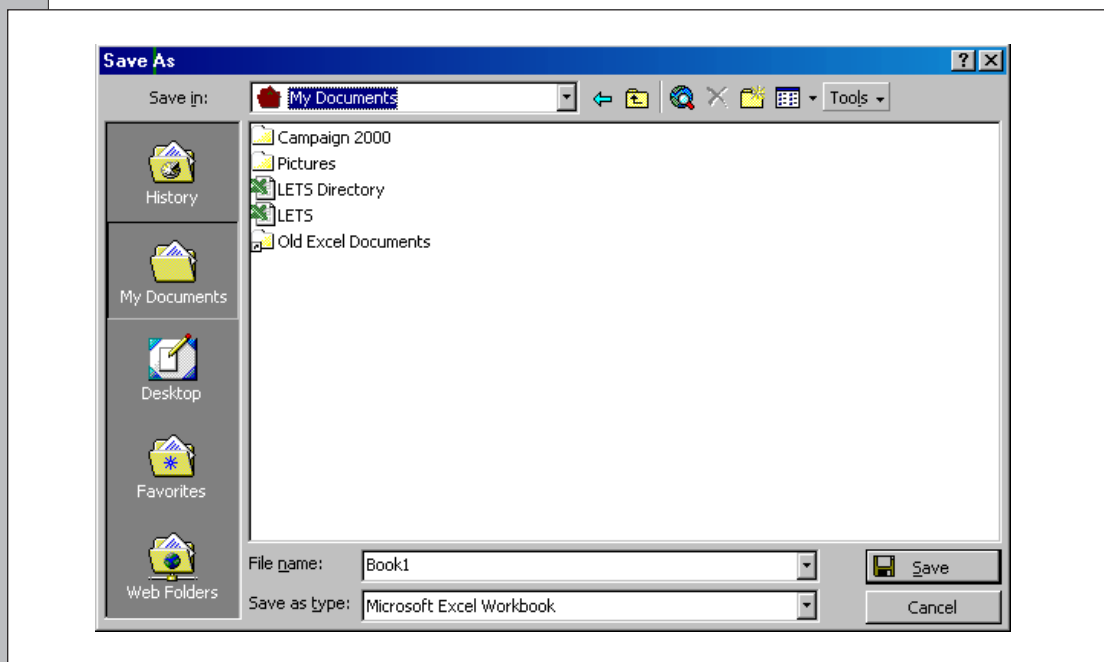 Save As
Save in: My Documents Tools
Campaign 2000
Pictures
LETS Directory
LETS
Old Excel Documents
History
My Documents
Desktop
Favorites
Web Folders
File name: Book1 Save
Save as type: Microsoft Excel Workbook Cancel